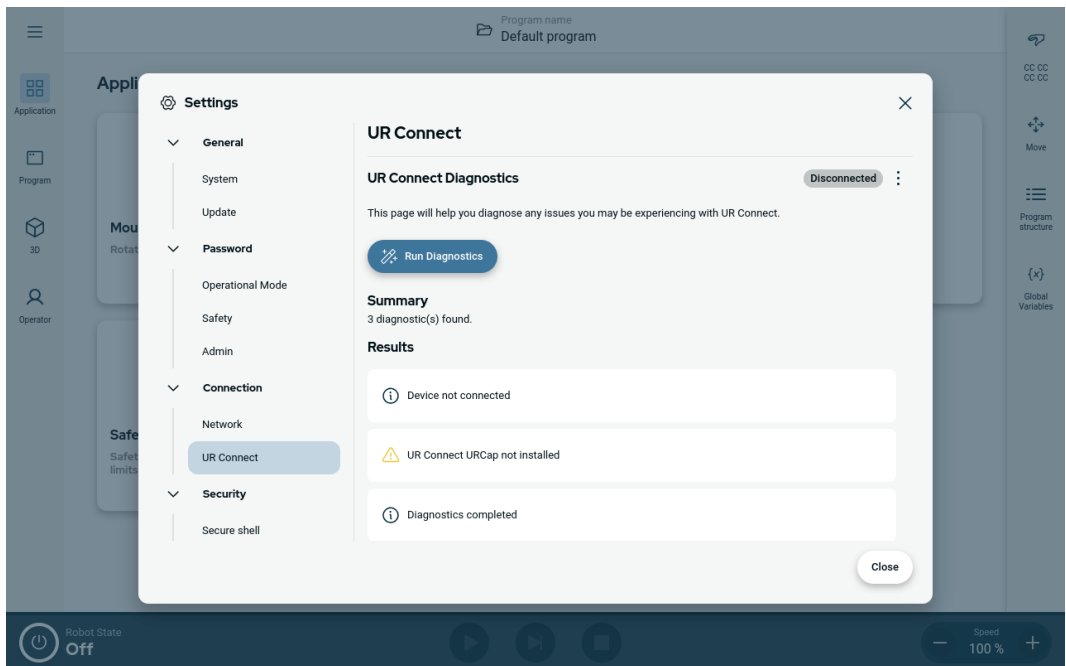 Program name
Default program
Application
Program
3D
Operator
Appli
Mou
Rotat
Safe
Safet
limits
Settings
General
System
Update
Password
Operational Mode
Safety
Admin
Connection
Network
UR Connect
Security
Secure shell
UR Connect
UR Connect Diagnostics
Disconnected
This page will help you diagnose any issues you may be experiencing with UR Connect.
Run Diagnostics
Summary
3 diagnostic(s) found.
Results
Device not connected
UR Connect URCap not installed
Diagnostics completed
Close
CC CC
CC CC
Move
Program
structure
{x}
Global
Variables
Robot State
Off
Speed
100 %